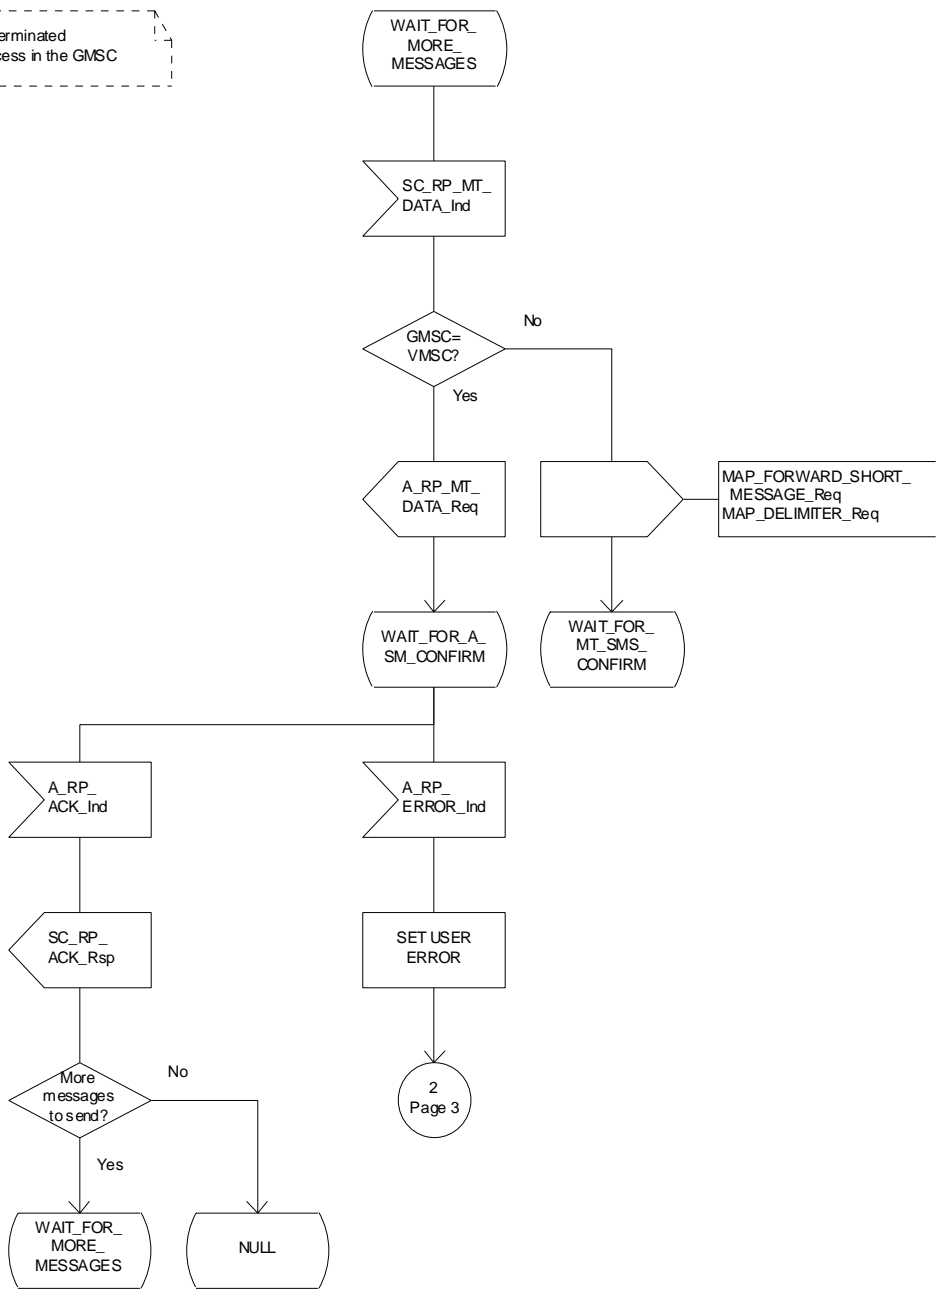 erminated
cess in the GMSC
WAIT_FOR_
MORE_
MESSAGES
SC_RP_MT_
DATA_Ind
GMSC=
VMSC?
No
Yes
A_RP_MT_
DATA_Req
MAP_FORWARD_SHORT_
MESSAGE_Req
MAP_DELIMITER_Req
WAIT_FOR_A_
SM_CONFIRM
WAIT_FOR_
MT_SMS_
CONFIRM
A_RP_
ACK_Ind
A_RP_
ERROR_Ind
SC_RP_
ACK_Rsp
SET USER
ERROR
More
messages
to send?
No
Yes
2
Page 3
WAIT_FOR_
MORE_
MESSAGES
NULL